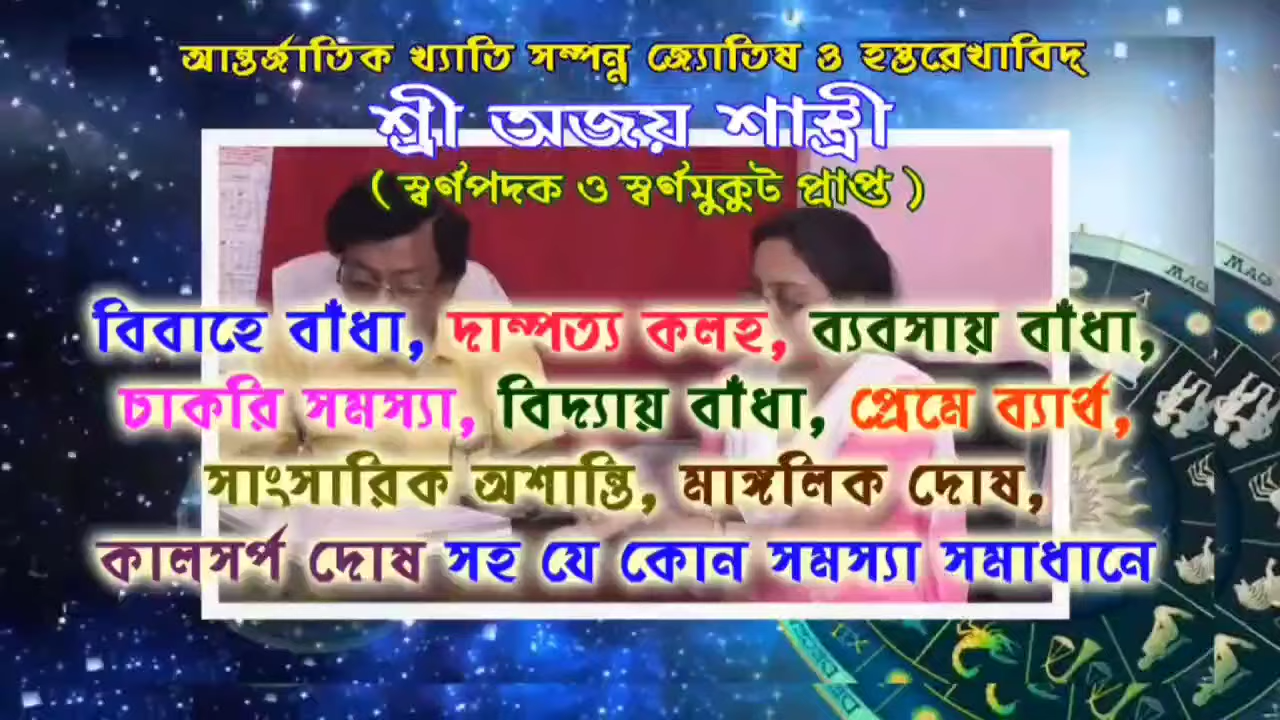 আন্তর্জাতিক খ্যাতি সম্পন্ন জ্যোতিষ ও হস্তরেখাবিদ্
শ্রী অজয় শাস্ত্রী
( স্বর্ণপদক ও স্বর্ণমুকুট প্রাপ্ত )
বিবাহে বাঁধা, দাম্পত্য কলহ, ব্যবসায় বাঁধা,
চাকরি সমস্যা, বিদ্যায় বাঁধা, প্রেমে ব্যার্থ,
সাংসারিক অশান্তি, মাঙ্গলিক দোষ,
কালসর্প দোষ সহ যে কোন সমস্যা সমাধানে